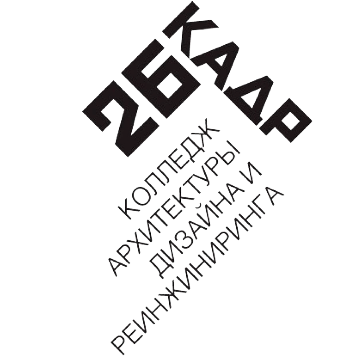 26
КАДР
КОЛЛЕДЖ
АРХИТЕКТУРЫ
ДИЗАЙНА И
РЕИНЖИНИРИНГА